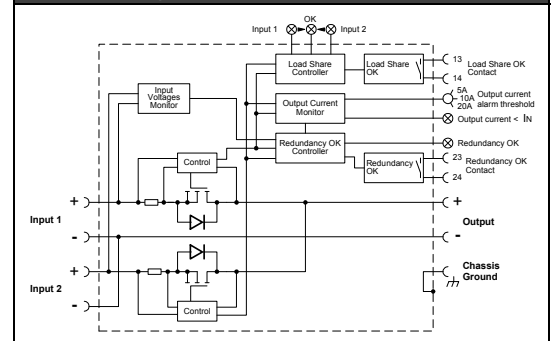 OK
Input 1
Input 2
Load Share
Controller
Load Share
OK
13
14
Load Share OK
Contact
Input
Voltages
Monitor
Output Current
Monitor
5A
10A
20A
Output current
alarm threshold
Output current < IN
Redundancy OK
Controller
Redundancy OK
Redundancy
OK
23
24
Redundancy OK
Contact
Control
+
Input 1
-
+
Output
-
+
Input 2
-
Control
Chassis
Ground